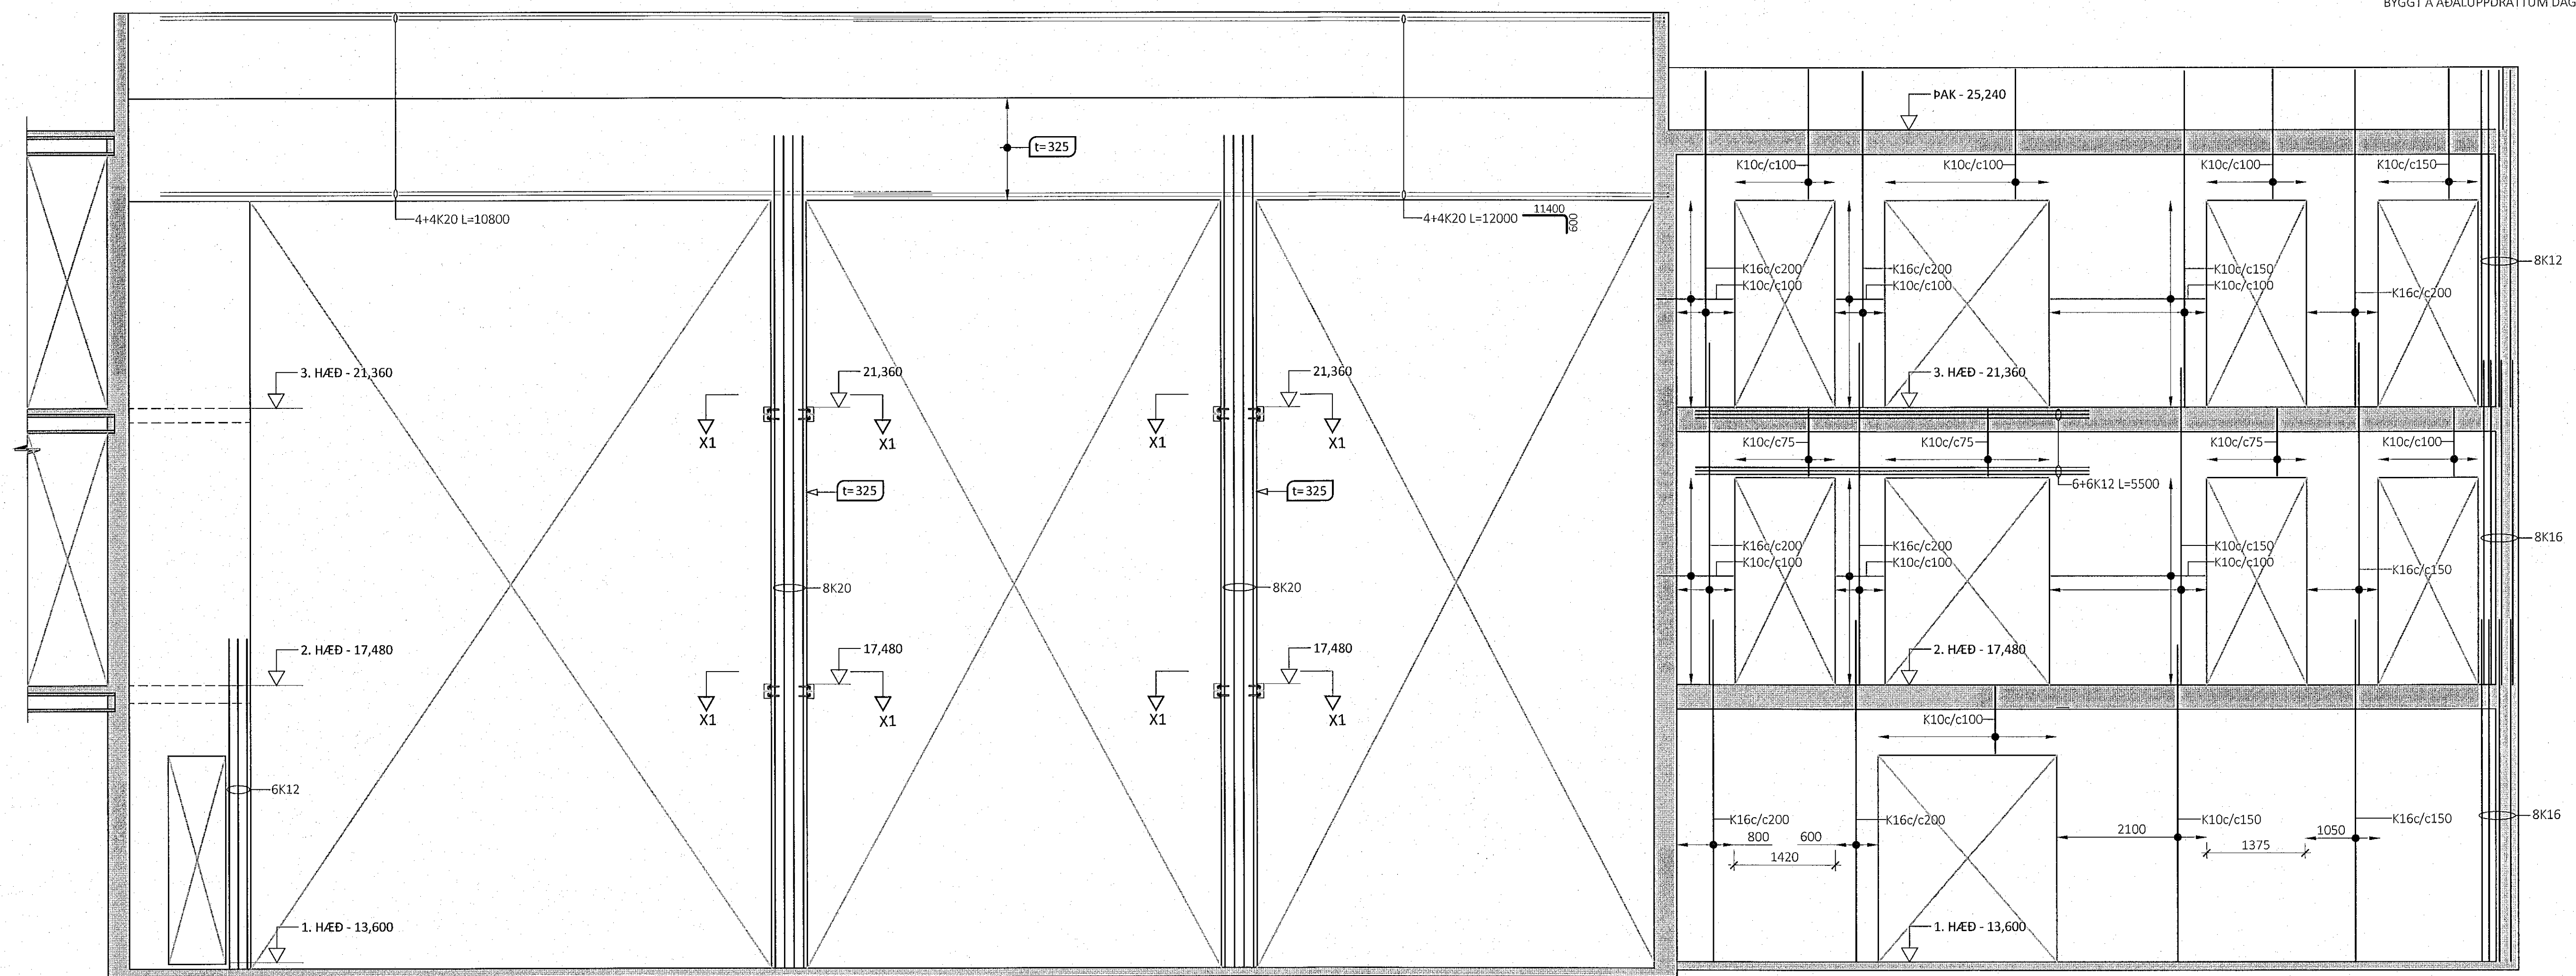 BYGGT Á AÐALUPPDRÁTTUM DAG
ÞAK - 25,240
t=325
K10c/c100
K10c/c100
K10c/c100
K10c/c150
4+4K20 L=10800
4+4K20 L=12000
11400
600
K16c/c200
K10c/c100
K16c/c200
K10c/c100
K10c/c150
K10c/c100
K16c/c200
8K12
3. HÆÐ - 21,360
21,360
21,360
3. HÆÐ - 21,360
X1
X1
X1
X1
K10c/c75
K10c/c75
K10c/c75
K10c/c100
t=325
t=325
6+6K12 L=5500
K16c/c200
K10c/c100
K16c/c200
K10c/c100
K10c/c150
K10c/c100
K16c/c150
8K16
8K20
8K20
2. HÆÐ - 17,480
17,480
17,480
2. HÆÐ - 17,480
X1
X1
X1
X1
K10c/c100
6K12
K16c/c200
K16c/c200
K10c/c150
K16c/c150
8K16
800
600
2100
1050
1420
1375
1. HÆÐ - 13,600
1. HÆÐ - 13,600